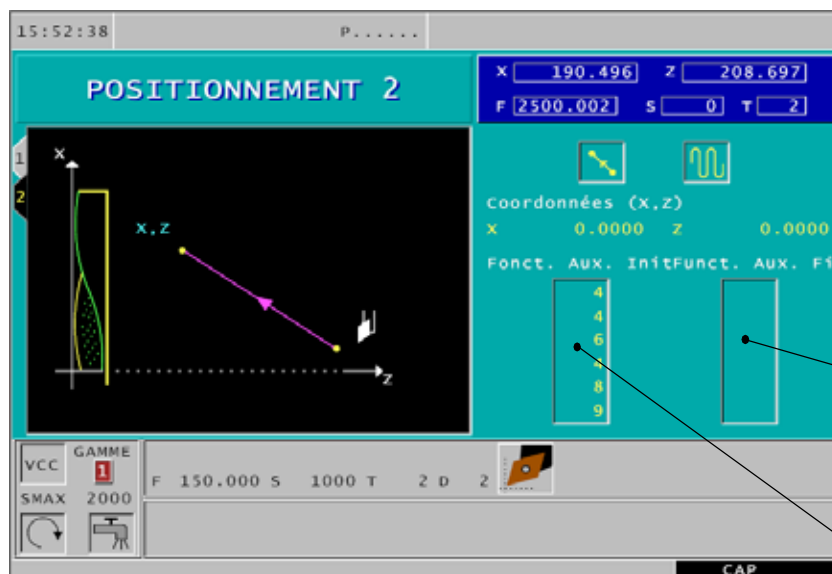 15:52:38 P......
POSITIONNEMENT 2
X 190.496 Z 208.697
F 2500.002 S 0 T 2
1
2
X
X,Z
Z
Coordonnées (X,Z)
X 0.0000 Z 0.0000
Fonct. Aux. InitFunct. Aux. Fi
4
4
6
4
8
9
VCC GAMME
1
SMAX 2000
F 150.000 S 1000 T 2 D 2
CAP